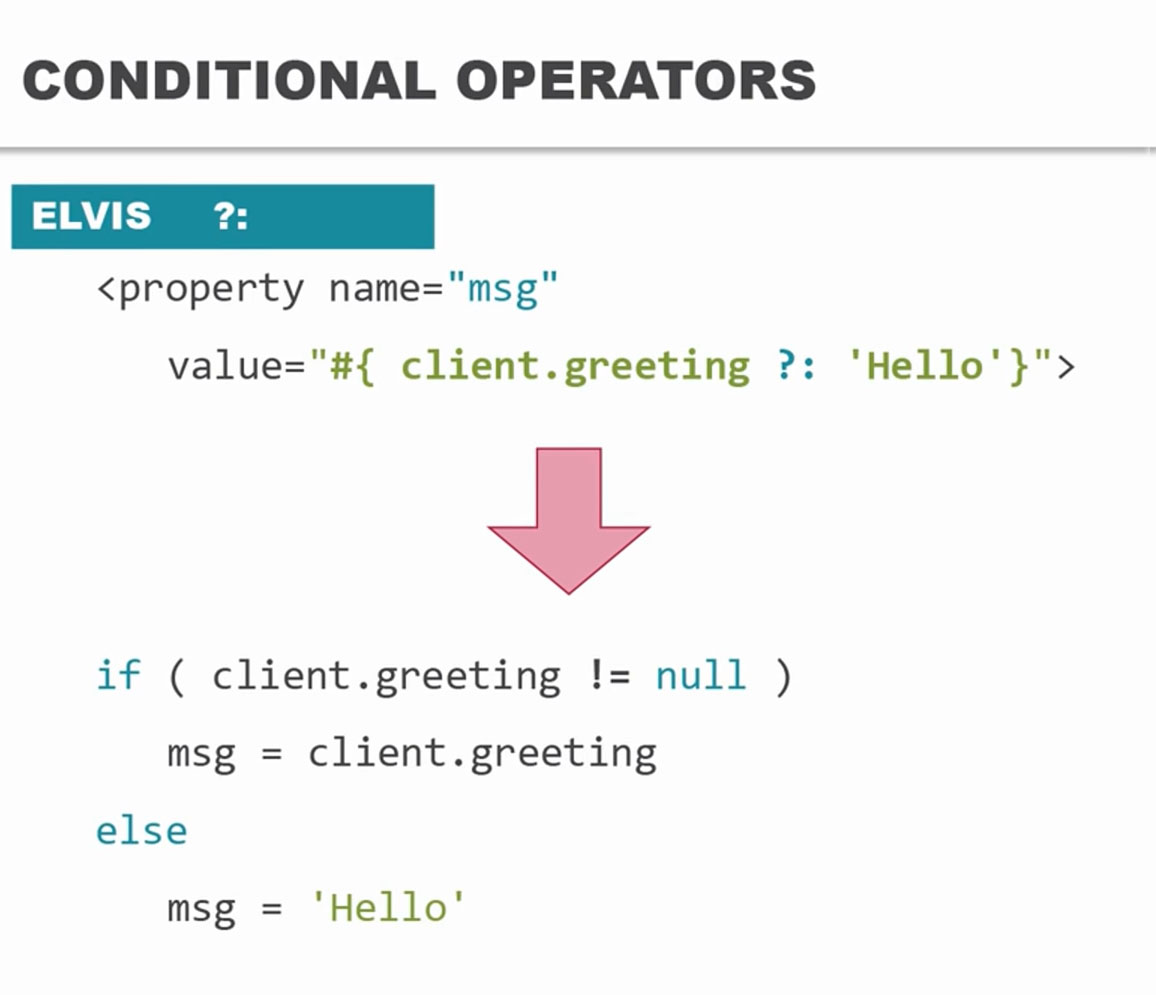 CONDITIONAL OPERATORS
ELVIS ?:
<property name="msg"
value="#{ client.greeting ?: 'Hello'}">
if ( client.greeting != null )
msg = client.greeting
else
msg = 'Hello'